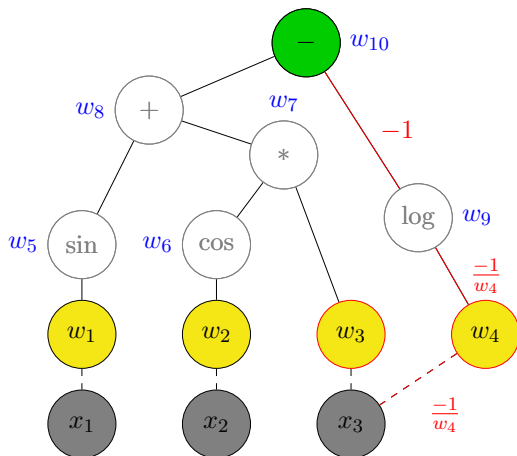 − w₁₀
w₈ +
w₇
*
−1
w₅ sin
w₆ cos
log w₉
−1/w₄
w₁ w₂ w₃ w₄
x₁ x₂ x₃
−1/w₄